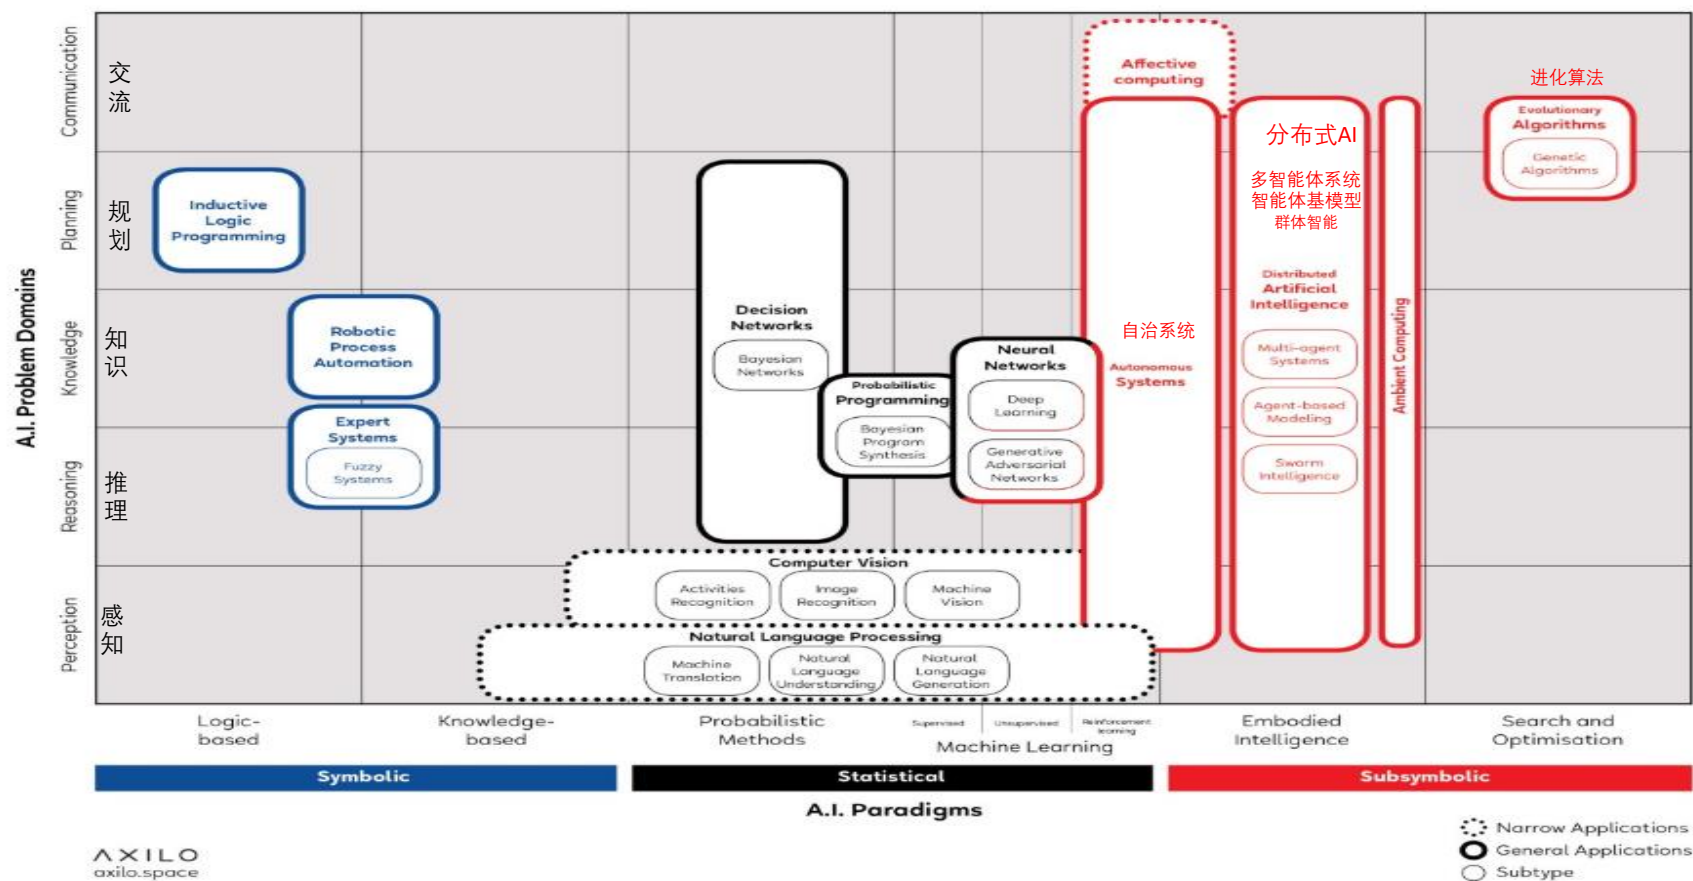 A.I. Problem Domains
Communication
Planning
Knowledge
Reasoning
Perception
交
流
规
划
知
识
推
理
感
知
Inductive
Logic
Programming
Robotic
Process
Automation
Expert
Systems
Fuzzy
Systems
Decision
Networks
Bayesian
Networks
Probabilistic
Programming
Bayesian
Program
Synthesis
Neural
Networks
Deep
Learning
Generative
Adversarial
Networks
Computer Vision
Activities
Recognition
Image
Recognition
Machine
Vision
Natural Language Processing
Machine
Translation
Natural
Language
Understanding
Natural
Language
Generation
Affective
computing
自治系统
Autonomous
Systems
分布式AI
多智能体系统
智能体基模型
群体智能
Distributed
Artificial
Intelligence
Multi-agent
Systems
Agent-based
Modeling
Swarm
Intelligence
Ambient Computing
进化算法
Evolutionary
Algorithms
Genetic
Algorithms
Logic-
based
Knowledge-
based
Probabilistic
Methods
Supervised
Unsupervised
Reinforcement
learning
Machine Learning
Embodied
Intelligence
Search and
Optimisation
Symbolic
Statistical
Subsymbolic
A.I. Paradigms
AXILO
axilo.space
Narrow Applications
General Applications
Subtype